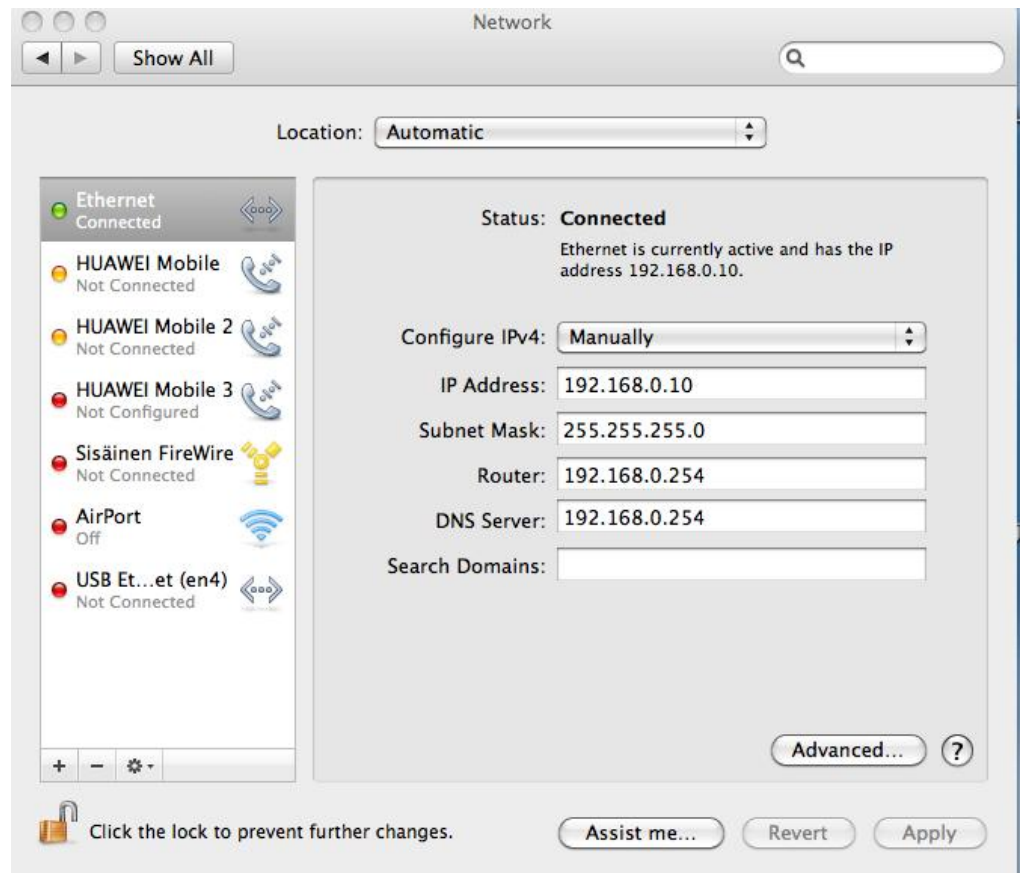 Network
Show All
Location: Automatic
Ethernet
Connected
HUAWEI Mobile
Not Connected
HUAWEI Mobile 2
Not Connected
HUAWEI Mobile 3
Not Configured
Sisäinen FireWire
Not Connected
AirPort
Off
USB Et...et (en4)
Not Connected
Status: Connected
Ethernet is currently active and has the IP
address 192.168.0.10.
Configure IPv4: Manually
IP Address: 192.168.0.10
Subnet Mask: 255.255.255.0
Router: 192.168.0.254
DNS Server: 192.168.0.254
Search Domains:
Advanced... ?
Click the lock to prevent further changes.
Assist me... Revert Apply